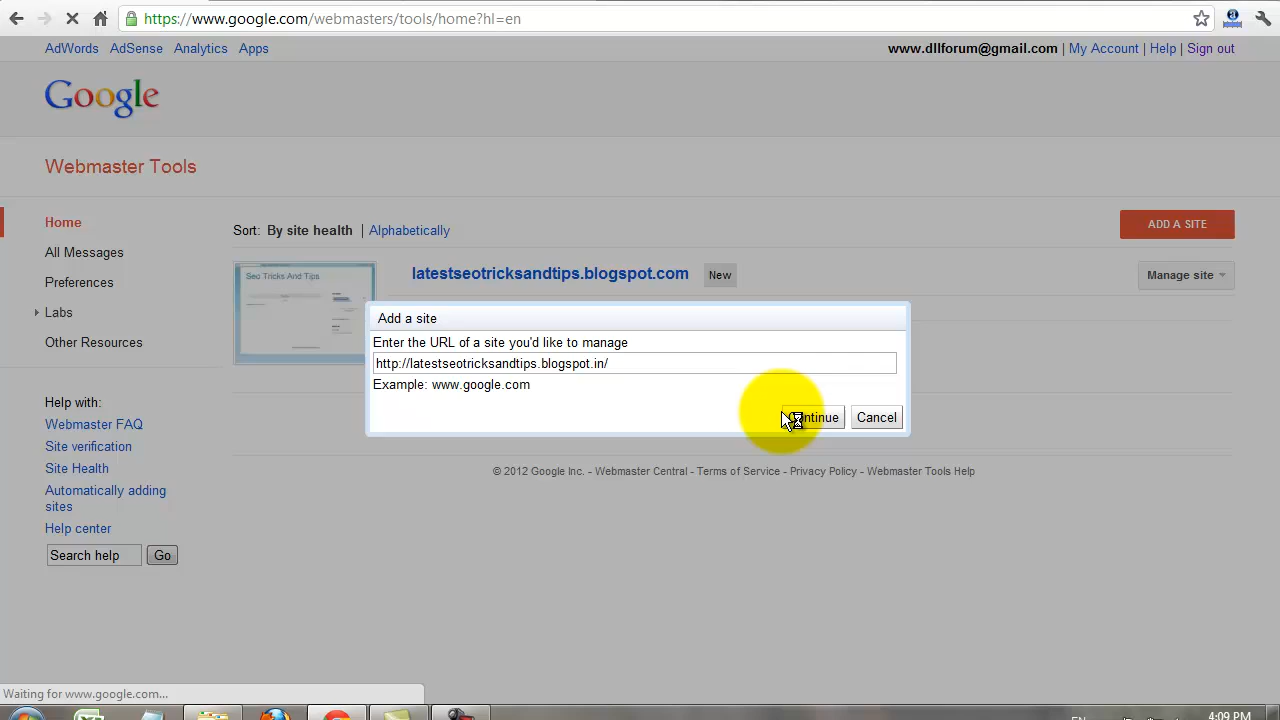 https://www.google.com/webmasters/tools/home?hl=en
AdWords AdSense Analytics Apps
www.dllforum@gmail.com | My Account | Help | Sign out
Google
Webmaster Tools
Home
All Messages
Preferences
Labs
Other Resources
Help with:
Webmaster FAQ
Site verification
Site Health
Automatically adding
sites
Help center
Search help Go
Sort: By site health | Alphabetically
ADD A SITE
Seo Tricks And Tips
latestseotricksandtips.blogspot.com New
Manage site
Add a site
Enter the URL of a site you'd like to manage
http://latestseotricksandtips.blogspot.in/
Example: www.google.com
Continue Cancel
© 2012 Google Inc. - Webmaster Central - Terms of Service - Privacy Policy - Webmaster Tools Help
Waiting for www.google.com...
EN
4:09 PM